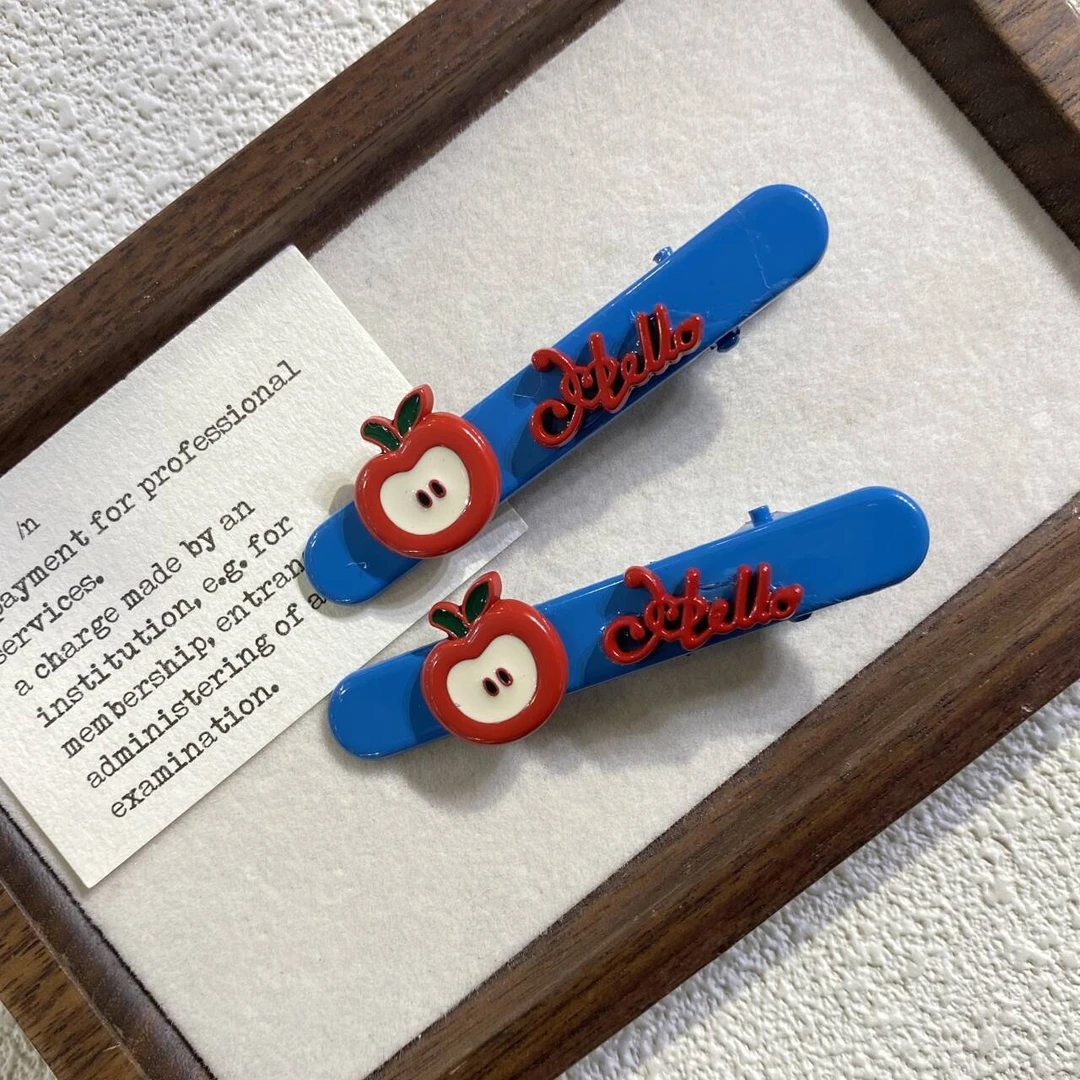 /n
payment for professional
services.
a charge made by an
institution, e.g. for
membership, entran
administering of a
examination.
Hello
Hello